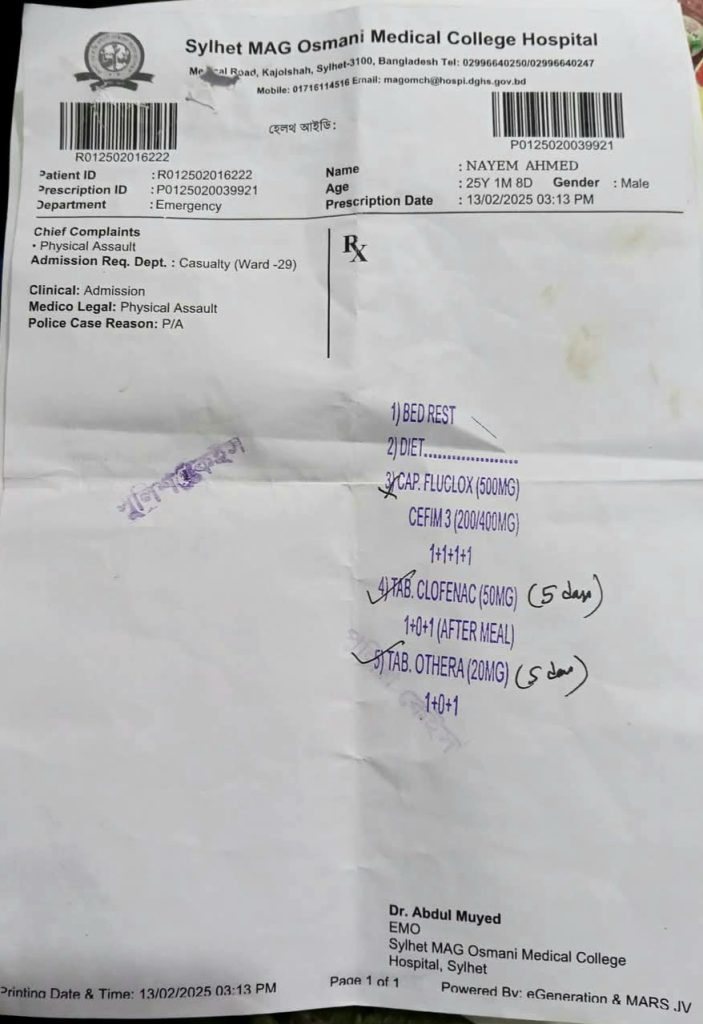 Sylhet MAG Osmani Medical College Hospital
Medical Road, Kajolshah, Sylhet-3100, Bangladesh Tel: 02996640250/02996640247
Mobile: 01716114516 Email: magomch@hospi.dghs.gov.bd
হেলথ আইডি:
R012502016222
P0125020039921
Patient ID : R012502016222
Prescription ID : P0125020039921
Department : Emergency
Name : NAYEM AHMED
Age : 25Y 1M 8D Gender : Male
Prescription Date : 13/02/2025 03:13 PM
Chief Complaints
• Physical Assault
Admission Req. Dept. : Casualty (Ward -29)
Clinical: Admission
Medico Legal: Physical Assault
Police Case Reason: P/A
Rx
1) BED REST
2) DIET.....................
3) CAP. FLUCLOX (500MG)
CEFIM 3 (200/400MG)
1+1+1+1
4) TAB. CLOFENAC (50MG) (5 days)
1+0+1 (AFTER MEAL)
5) TAB. OTHERA (20MG) (5 days)
1+0+1
পুলিশ কেইস
Dr. Abdul Muyed
EMO
Sylhet MAG Osmani Medical College
Hospital, Sylhet
Printing Date & Time: 13/02/2025 03:13 PM
Page 1 of 1
Powered By: eGeneration & MARS JV